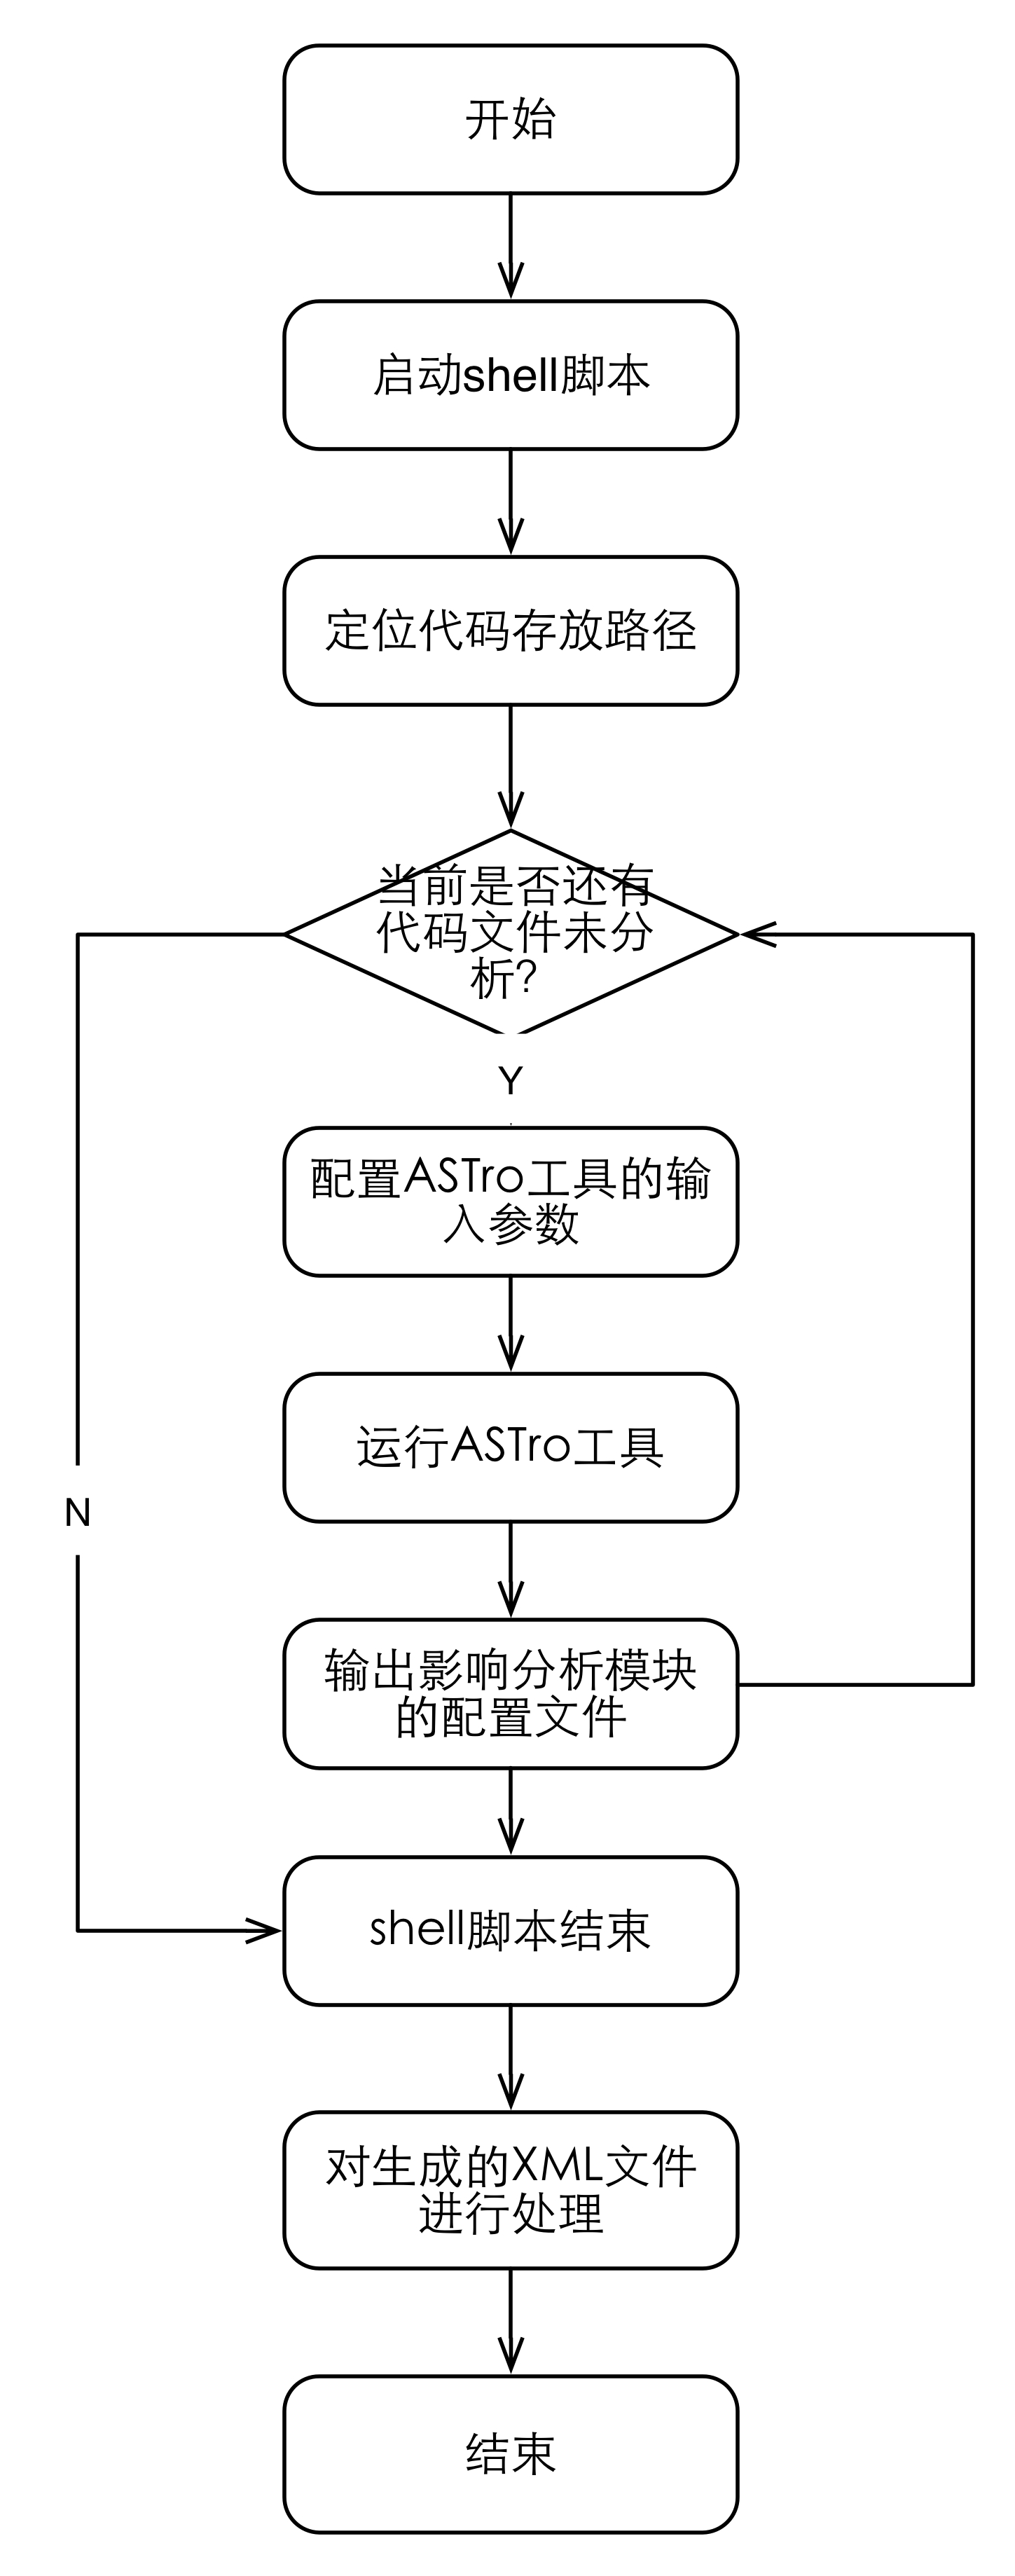 开始
启动shell脚本
定位代码存放路径
当前是否还有
代码文件未分
析?
Y
配置ASTro工具的输
入参数
运行ASTro工具
N
输出影响分析模块
的配置文件
shell脚本结束
对生成的XML文件
进行处理
结束